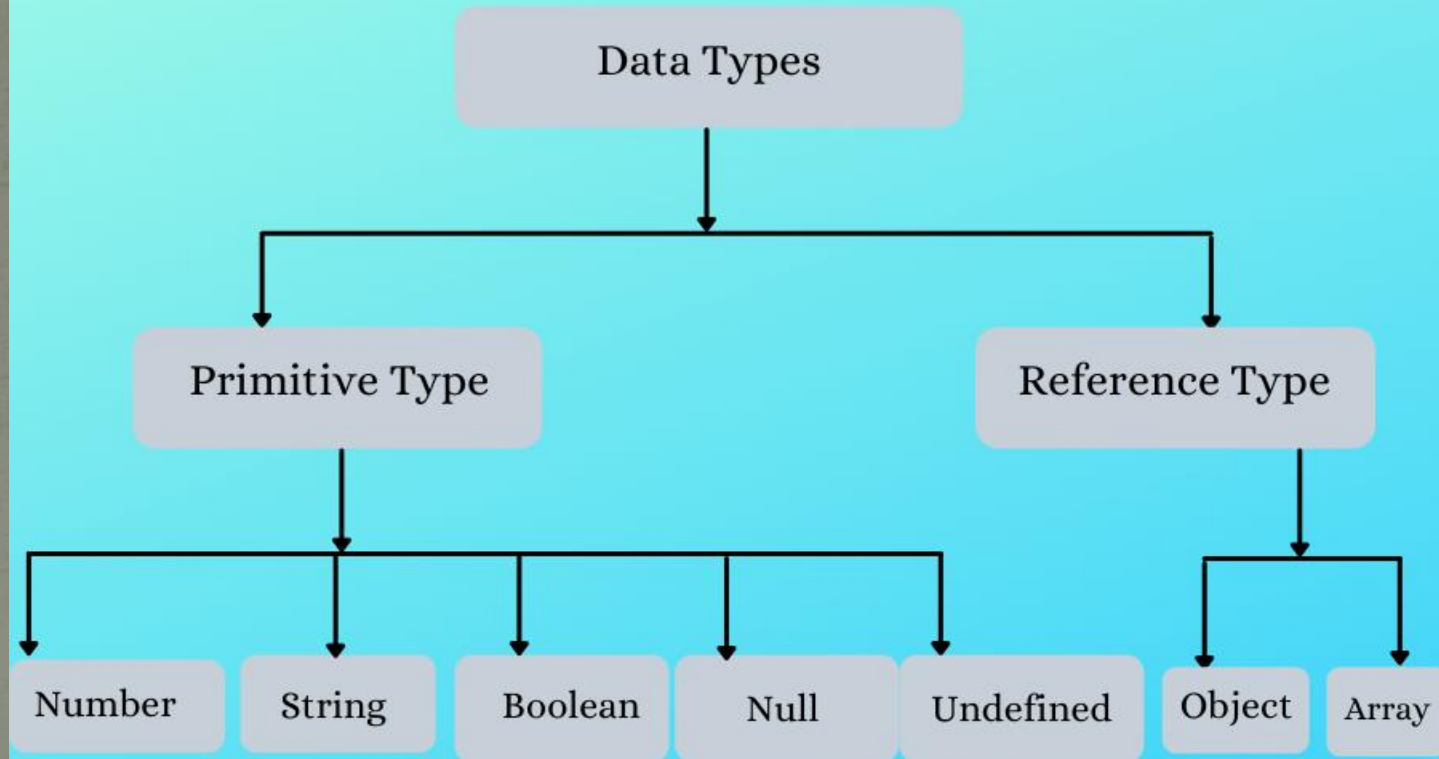 Data Types
Primitive Type
Reference Type
Number
String
Boolean
Null
Undefined
Object
Array